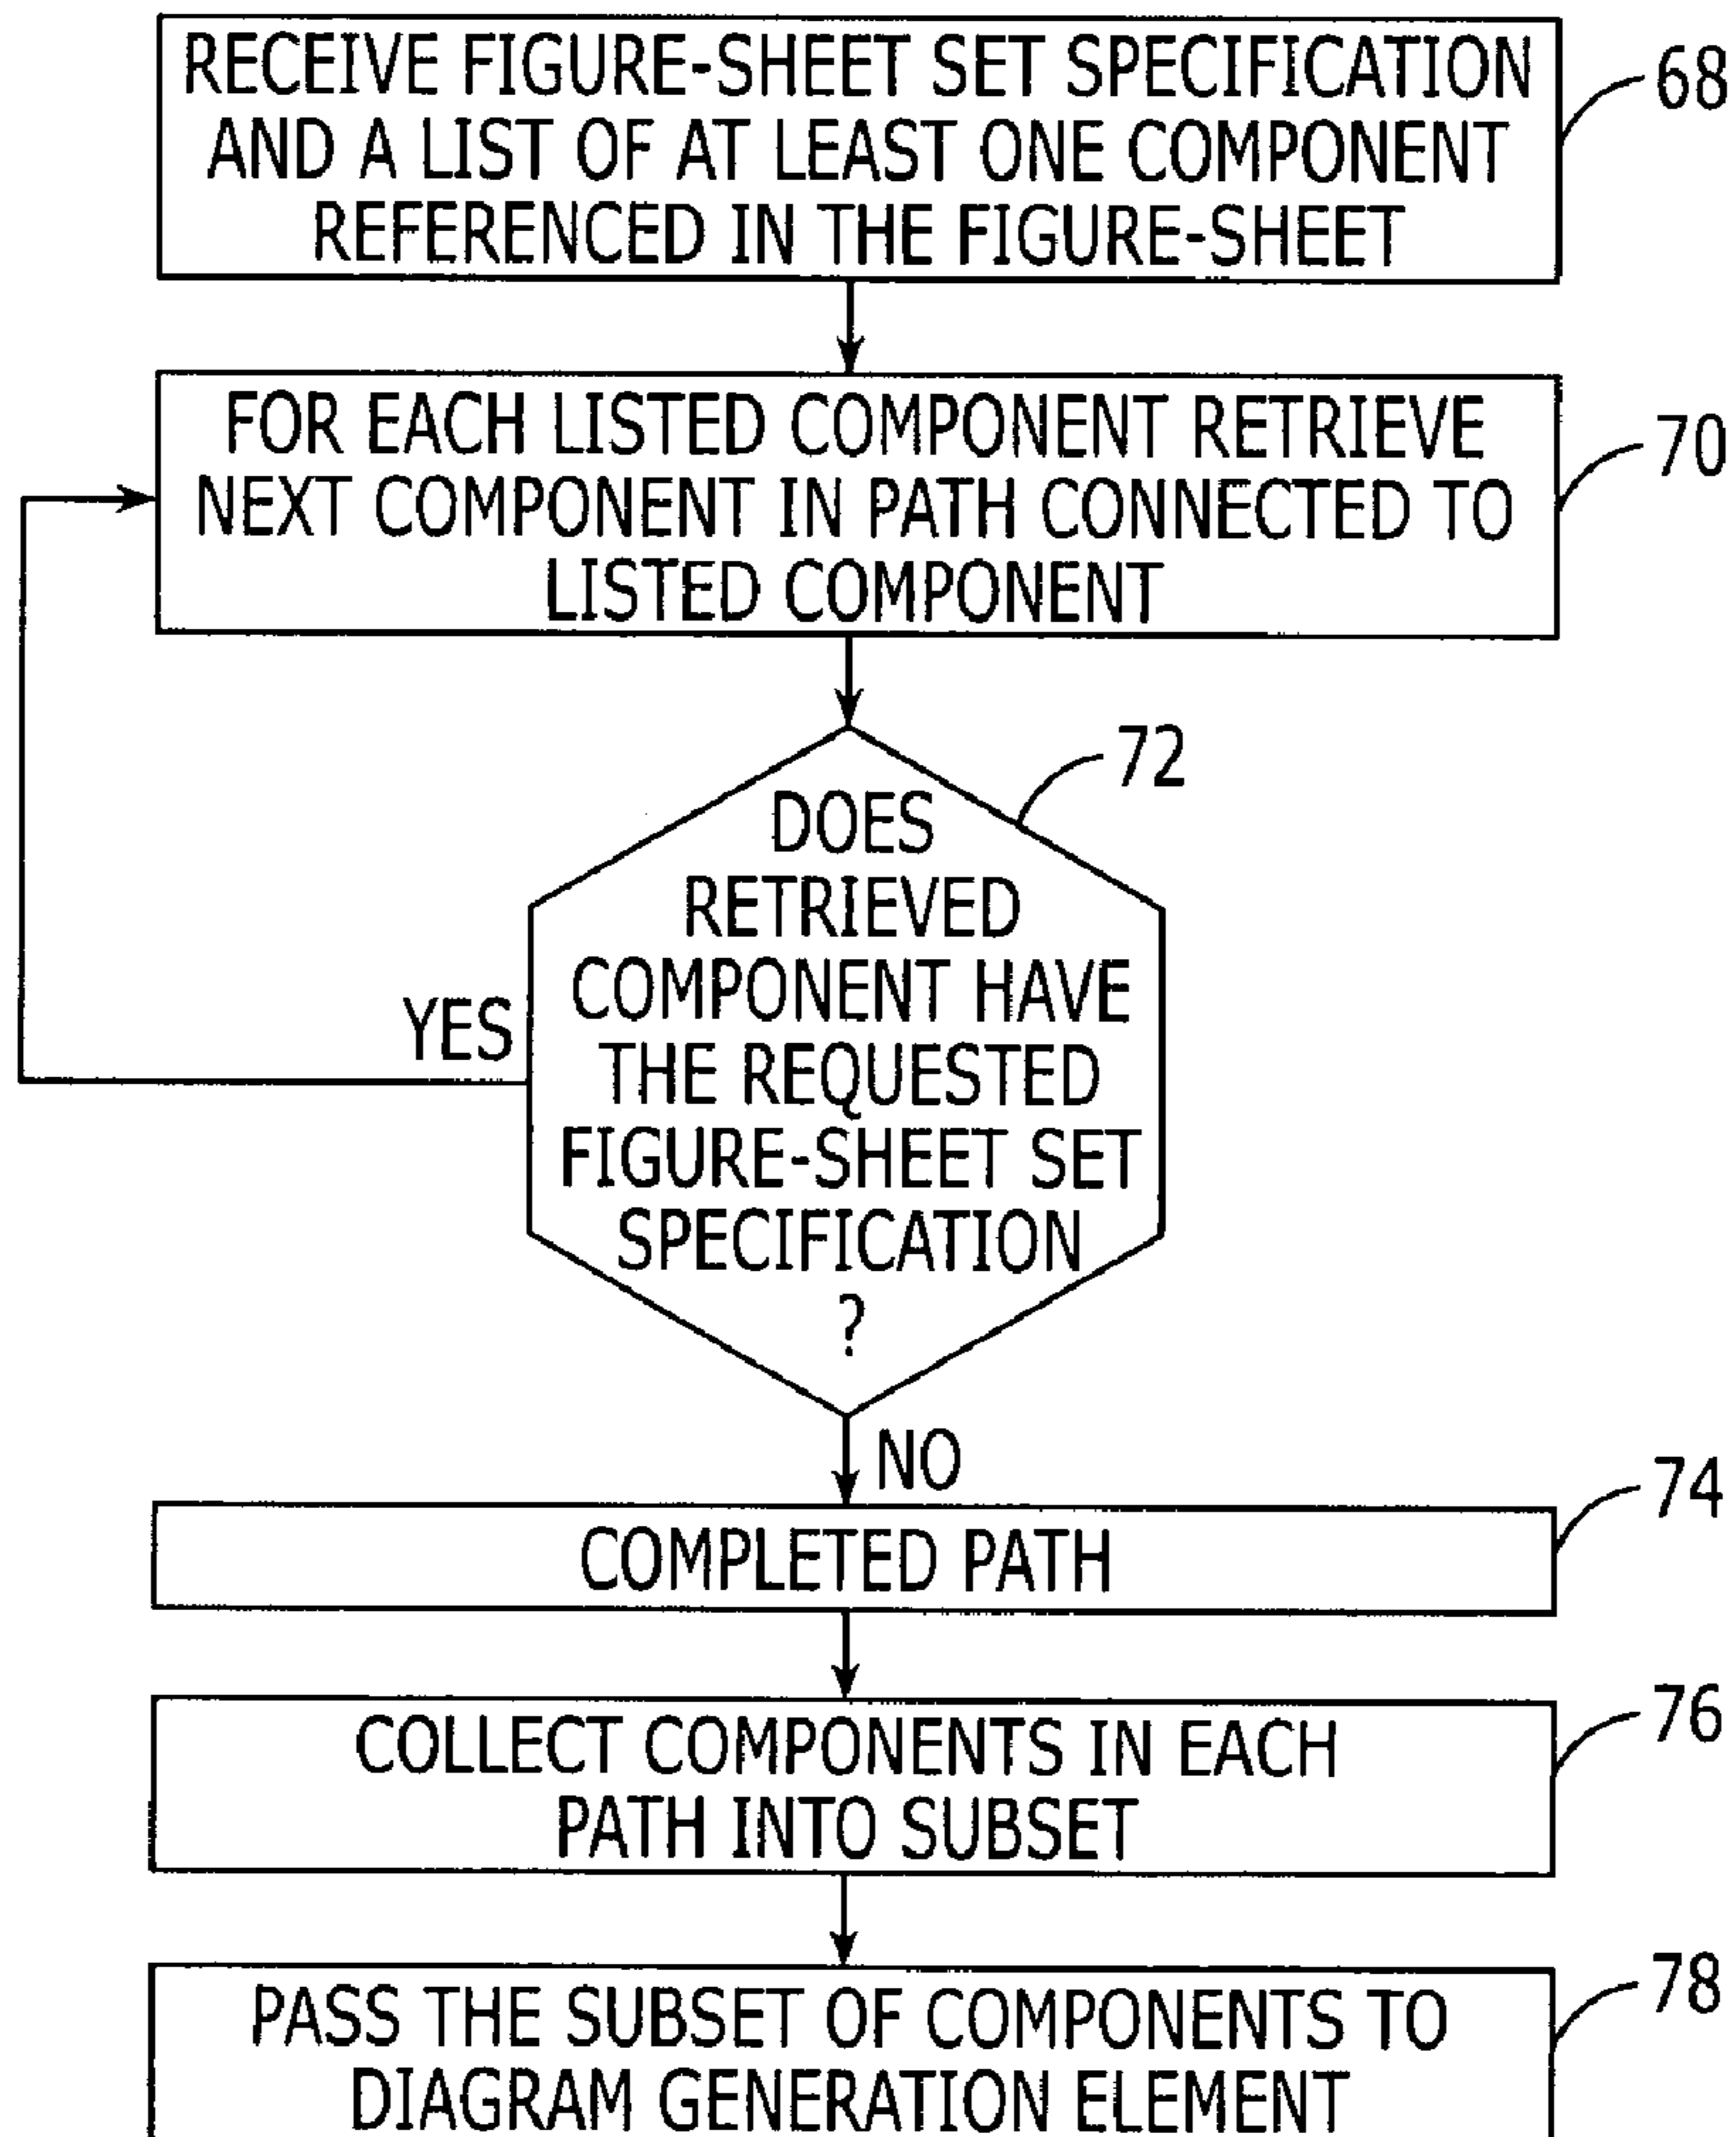 RECEIVE FIGURE-SHEET SET SPECIFICATION
AND A LIST OF AT LEAST ONE COMPONENT
REFERENCED IN THE FIGURE-SHEET
68
FOR EACH LISTED COMPONENT RETRIEVE
NEXT COMPONENT IN PATH CONNECTED TO
LISTED COMPONENT
70
72
DOES
RETRIEVED
COMPONENT HAVE
THE REQUESTED
FIGURE-SHEET SET
SPECIFICATION
?
YES
NO
COMPLETED PATH
74
COLLECT COMPONENTS IN EACH
PATH INTO SUBSET
76
PASS THE SUBSET OF COMPONENTS TO
DIAGRAM GENERATION ELEMENT
78